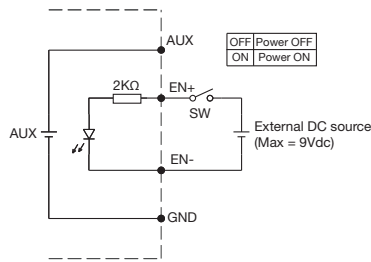 AUX
OFF Power OFF
ON Power ON
2KΩ
EN+
SW
AUX
External DC source
(Max = 9Vdc)
EN-
GND